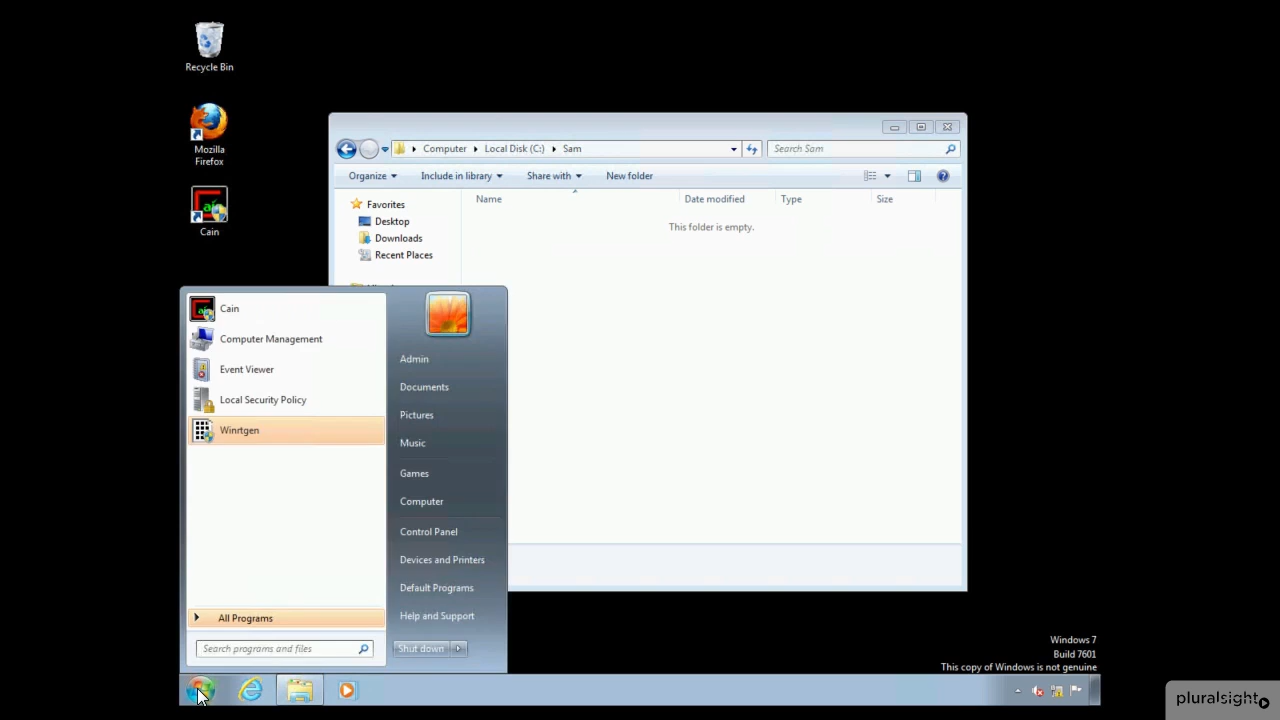 Recycle Bin
Mozilla
Firefox
Cain
Computer
Local Disk (C:)
Sam
Search Sam
Organize
Include in library
Share with
New folder
Name
Date modified
Type
Size
This folder is empty.
Favorites
Desktop
Downloads
Recent Places
Cain
Computer Management
Event Viewer
Local Security Policy
Winrtgen
All Programs
Search programs and files
Admin
Documents
Pictures
Music
Games
Computer
Control Panel
Devices and Printers
Default Programs
Help and Support
Shut down
Windows 7
Build 7601
This copy of Windows is not genuine
pluralsight